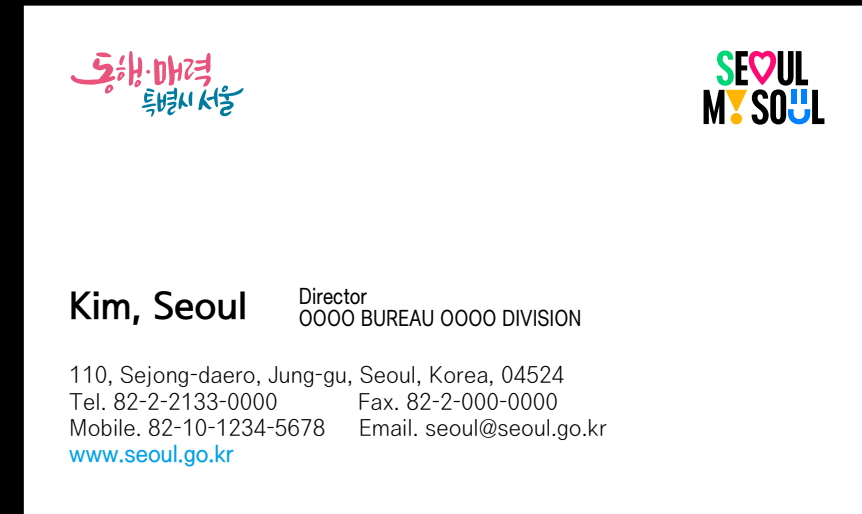 동행·매력
특별시 서울
SE♡UL
MY SOUL
Kim, Seoul
Director
OOOO BUREAU OOOO DIVISION
110, Sejong-daero, Jung-gu, Seoul, Korea, 04524
Tel. 82-2-2133-0000 Fax. 82-2-000-0000
Mobile. 82-10-1234-5678 Email. seoul@seoul.go.kr
www.seoul.go.kr